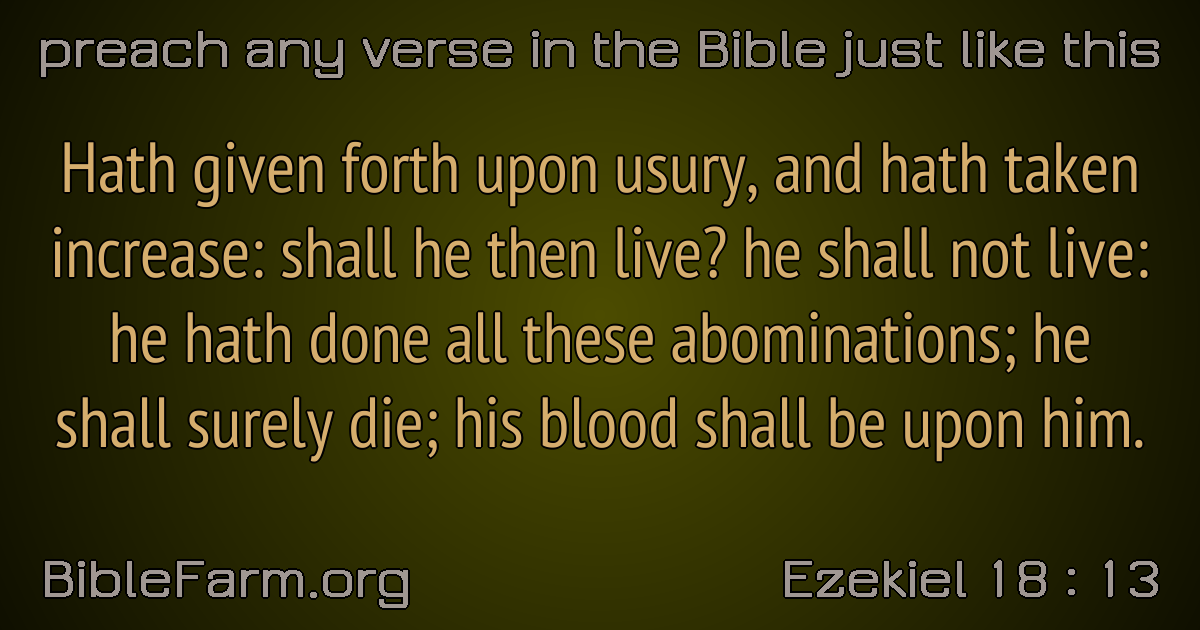 preach any verse in the Bible just like this
Hath given forth upon usury, and hath taken
increase: shall he then live? he shall not live:
he hath done all these abominations; he
shall surely die; his blood shall be upon him.
BibleFarm.org
Ezekiel 18 : 13